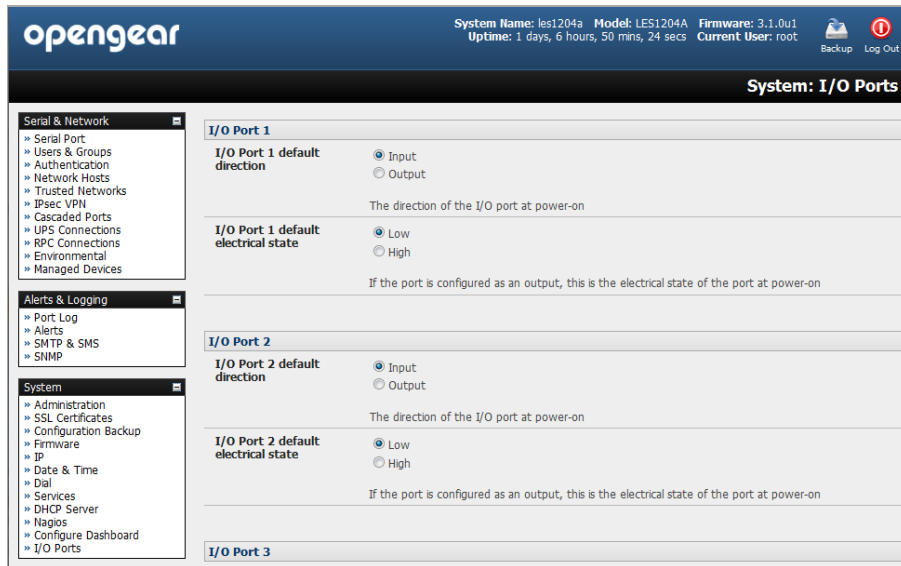 opengear
System Name: les1204a Model: LES1204A Firmware: 3.1.0u1
Uptime: 1 days, 6 hours, 50 mins, 24 secs Current User: root
Backup
Log Out
System: I/O Ports
Serial & Network
» Serial Port
» Users & Groups
» Authentication
» Network Hosts
» Trusted Networks
» IPsec VPN
» Cascaded Ports
» UPS Connections
» RPC Connections
» Environmental
» Managed Devices
Alerts & Logging
» Port Log
» Alerts
» SMTP & SMS
» SNMP
System
» Administration
» SSL Certificates
» Configuration Backup
» Firmware
» IP
» Date & Time
» Dial
» Services
» DHCP Server
» Nagios
» Configure Dashboard
» I/O Ports
I/O Port 1
I/O Port 1 default
direction
Input
Output
The direction of the I/O port at power-on
I/O Port 1 default
electrical state
Low
High
If the port is configured as an output, this is the electrical state of the port at power-on
I/O Port 2
I/O Port 2 default
direction
Input
Output
The direction of the I/O port at power-on
I/O Port 2 default
electrical state
Low
High
If the port is configured as an output, this is the electrical state of the port at power-on
I/O Port 3